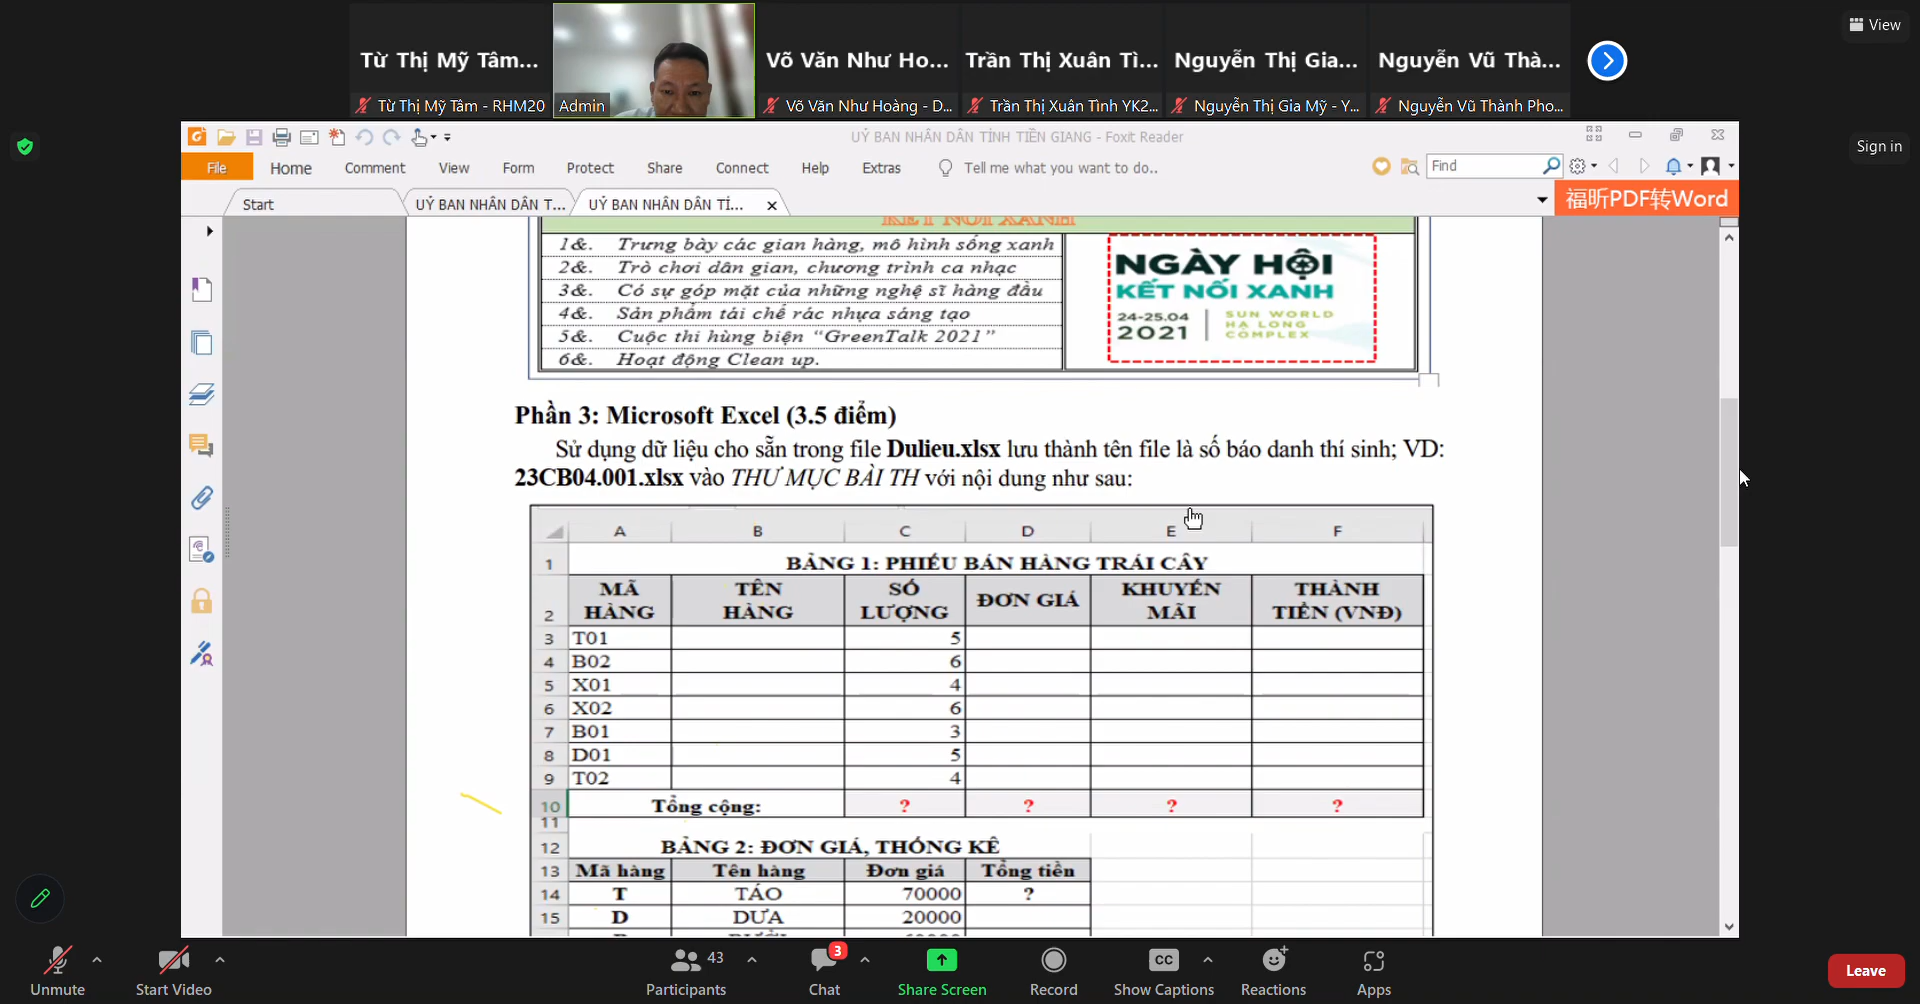 Từ Thị Mỹ Tâm... Võ Văn Như Ho... Trần Thị Xuân Tì... Nguyễn Thị Gia... Nguyễn Vũ Thà...
View
Từ Thị Mỹ Tâm - RHM20 Admin Võ Văn Như Hoàng - D... Trần Thị Xuân Tình YK2... Nguyễn Thị Gia Mỹ - Y... Nguyễn Vũ Thành Pho...
UỶ BAN NHÂN DÂN TỈNH TIỀN GIANG - Foxit Reader
Sign in
File Home Comment View Form Protect Share Connect Help Extras Tell me what you want to do.. Find
Start UỶ BAN NHÂN DÂN T... UỶ BAN NHÂN DÂN TỈ... 福昕PDF转Word
KẾT NỐI XANH
1&. Trưng bày các gian hàng, mô hình sống xanh
2&. Trò chơi dân gian, chương trình ca nhạc
3&. Có sự góp mặt của những nghệ sĩ hàng đầu
4&. Sản phẩm tái chế rác nhựa sáng tạo
5&. Cuộc thi hùng biện “GreenTalk 2021”
6&. Hoạt động Clean up.
NGÀY HỘI
KẾT NỐI XANH
24-25.04
2021
SUN WORLD
HA LONG
COMPLEX
Phần 3: Microsoft Excel (3.5 điểm)
Sử dụng dữ liệu cho sẵn trong file Dulieu.xlsx lưu thành tên file là số báo danh thí sinh; VD:
23CB04.001.xlsx vào THƯ MỤC BÀI TH với nội dung như sau:
A B C D E F
1 BẢNG 1: PHIẾU BÁN HÀNG TRÁI CÂY
2 MÃ HÀNG TÊN HÀNG SỐ LƯỢNG ĐƠN GIÁ KHUYẾN MÃI THÀNH TIỀN (VNĐ)
3 T01 5
4 B02 6
5 X01 4
6 X02 6
7 B01 3
8 D01 5
9 T02 4
10 Tổng cộng: ? ? ? ?
11
12 BẢNG 2: ĐƠN GIÁ, THỐNG KÊ
13 Mã hàng Tên hàng Đơn giá Tổng tiền
14 T TÁO 70000 ?
15 D DƯA 20000
Unmute Start Video 43 Participants 3 Chat Share Screen Record CC Show Captions Reactions Apps Leave